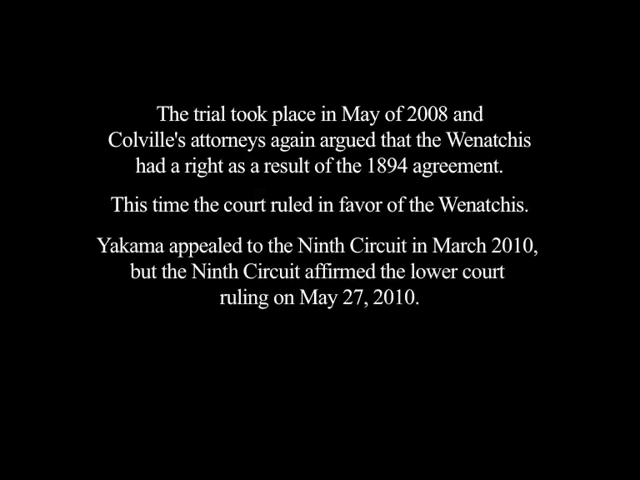 The trial took place in May of 2008 and
Colville's attorneys again argued that the Wenatchis
had a right as a result of the 1894 agreement.
This time the court ruled in favor of the Wenatchis.
Yakama appealed to the Ninth Circuit in March 2010,
but the Ninth Circuit affirmed the lower court
ruling on May 27, 2010.